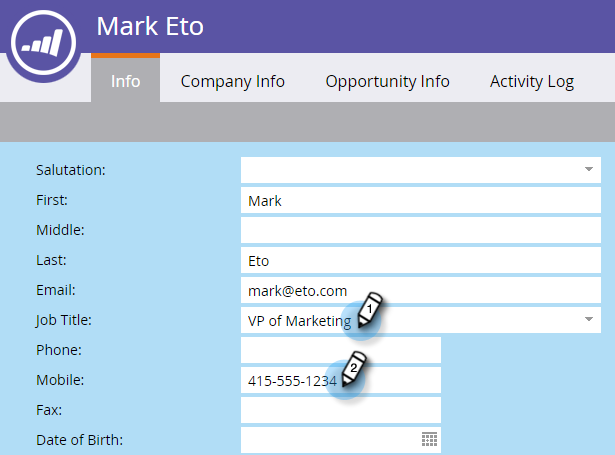 Mark Eto
Info Company Info Opportunity Info Activity Log
Salutation:
First: Mark
Middle:
Last: Eto
Email: mark@eto.com
Job Title: VP of Marketing 1
Phone:
Mobile: 415-555-1234 2
Fax:
Date of Birth: